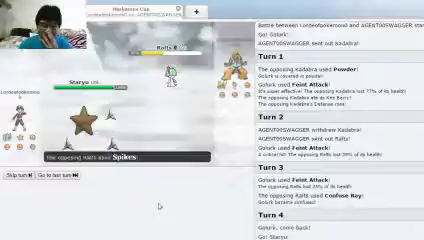 Battle between Lordeofpokemosd and AGENT00SWAGGER star
Go! Golurk!
AGENT00SWAGGER sent out Kadabra!
Turn 1
The opposing Kadabra used Powder!
Golurk is covered in powder!
Golurk used Feint Attack!
It's super effective! The opposing Kadabra lost 77% of its health!
The opposing Kadabra ate its Kee Berry!
The opposing Kadabra's Defense rose!
Turn 2
AGENT00SWAGGER withdrew Kadabra!
AGENT00SWAGGER sent out Ralts!
Golurk used Feint Attack!
A critical hit! The opposing Ralts lost 39% of its health!
Turn 3
Golurk used Feint Attack!
The opposing Ralts lost 25% of its health!
The opposing Ralts used Confuse Ray!
Golurk became confused!
Turn 4
Golurk, come back!
Go! Staryu!
Hackmons Cup
+
Ralts
Staryu
The opposing Ralts used Spikes!
Skip turn
Go to last turn